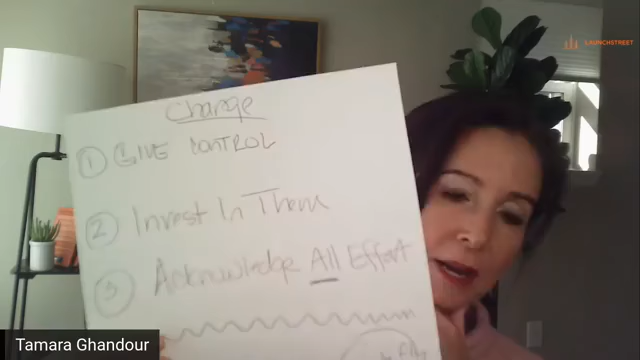 LAUNCHSTREET
Change
1 GIVE CONTROL
2 Invest In Them
3 Acknowledge All Effort
Tamara Ghandour